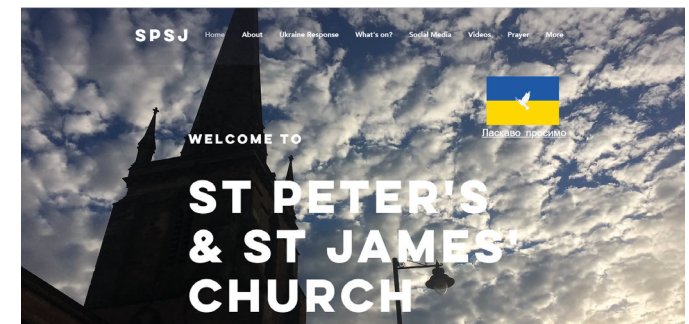 SPSJ Home About Ukraine Response What's on? Social Media Videos Prayer More
Ласкаво просимо
WELCOME TO
ST PETER'S
& ST JAMES'
CHURCH